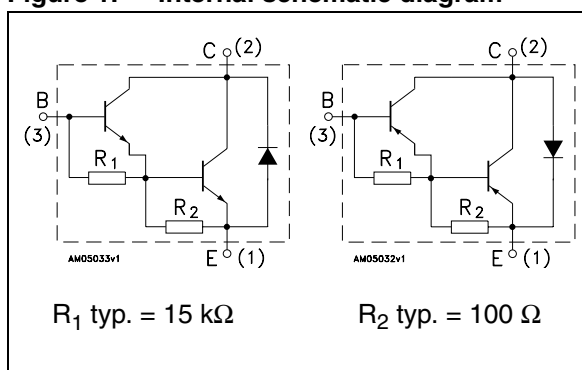 Figure 1. Internal schematic diagram
C (2)
B
(3)
R1
R2
AM05033v1
E (1)
C (2)
B
(3)
R1
R2
AM05032v1
E (1)
R1 typ. = 15 kΩ
R2 typ. = 100 Ω